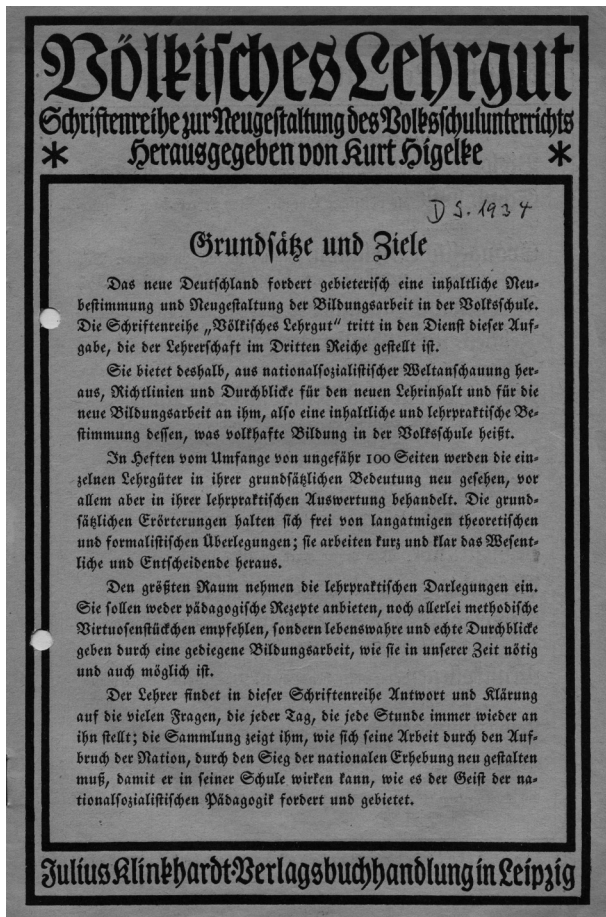 Völkisches Lehrgut
Schriftenreihe zur Neugestaltung des Volksschulunterrichts
* Herausgegeben von Kurt Higelke *
D S. 1934
Grundsätze und Ziele
Das neue Deutschland fordert gebieterisch eine inhaltliche Neu-
bestimmung und Neugestaltung der Bildungsarbeit in der Volksschule.
Die Schriftenreihe „Völkisches Lehrgut“ tritt in den Dienst dieser Auf-
gabe, die der Lehrerschaft im Dritten Reiche gestellt ist.
Sie bietet deshalb, aus nationalsozialistischer Weltanschauung her-
aus, Richtlinien und Durchblicke für den neuen Lehrinhalt und für die
neue Bildungsarbeit an ihm, also eine inhaltliche und lehrpraktische Be-
stimmung dessen, was volkhafte Bildung in der Volksschule heißt.
In Heften vom Umfange von ungefähr 100 Seiten werden die ein-
zelnen Lehrgüter in ihrer grundsätzlichen Bedeutung neu gesehen, vor
allem aber in ihrer lehrpraktischen Auswertung behandelt. Die grund-
sätzlichen Erörterungen halten sich frei von langatmigen theoretischen
und formalistischen Überlegungen; sie arbeiten kurz und klar das Wesent-
liche und Entscheidende heraus.
Den größten Raum nehmen die lehrpraktischen Darlegungen ein.
Sie sollen weder pädagogische Rezepte anbieten, noch allerlei methodische
Virtuosenstückchen empfehlen, sondern lebenswahre und echte Durchblicke
geben durch eine gediegene Bildungsarbeit, wie sie in unserer Zeit nötig
und auch möglich ist.
Der Lehrer findet in dieser Schriftenreihe Antwort und Klärung
auf die vielen Fragen, die jeder Tag, die jede Stunde immer wieder an
ihn stellt; die Sammlung zeigt ihm, wie sich seine Arbeit durch den Auf-
bruch der Nation, durch den Sieg der nationalen Erhebung neu gestalten
muß, damit er in seiner Schule wirken kann, wie es der Geist der na-
tionalsozialistischen Pädagogik fordert und gebietet.
Julius Klinkhardt·Verlagsbuchhandlung in Leipzig